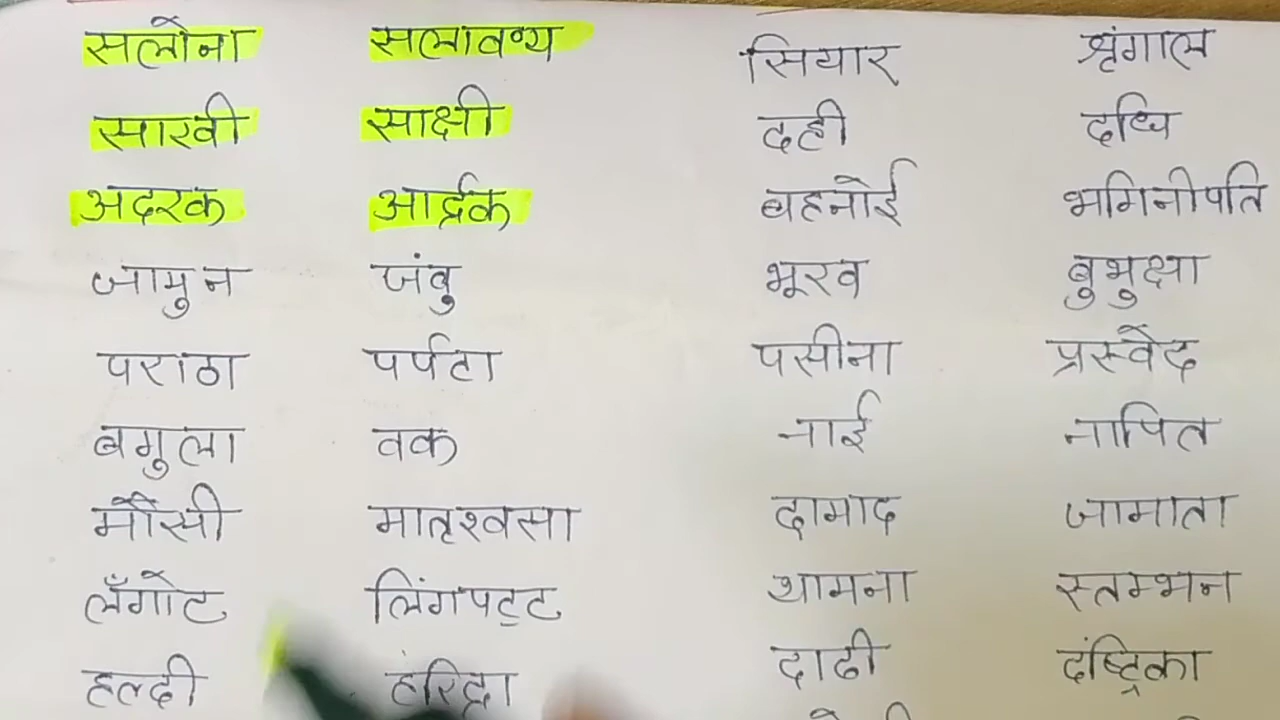 सलौना सलावण्य सियार शृंगाल
साखी साक्षी दही दधि
अदरक आर्द्रक बहनोई भगिनीपति
जामुन जंबु भूख बुभुक्षा
पराठा पर्पटा पसीना प्रस्वेद
बगुला वक नाई नापित
मौसी मातृश्वसा दामाद जामाता
लँगोट लिंगपट्ट थामना स्तम्भन
हल्दी हरिद्रा दाढी दंष्ट्रिका